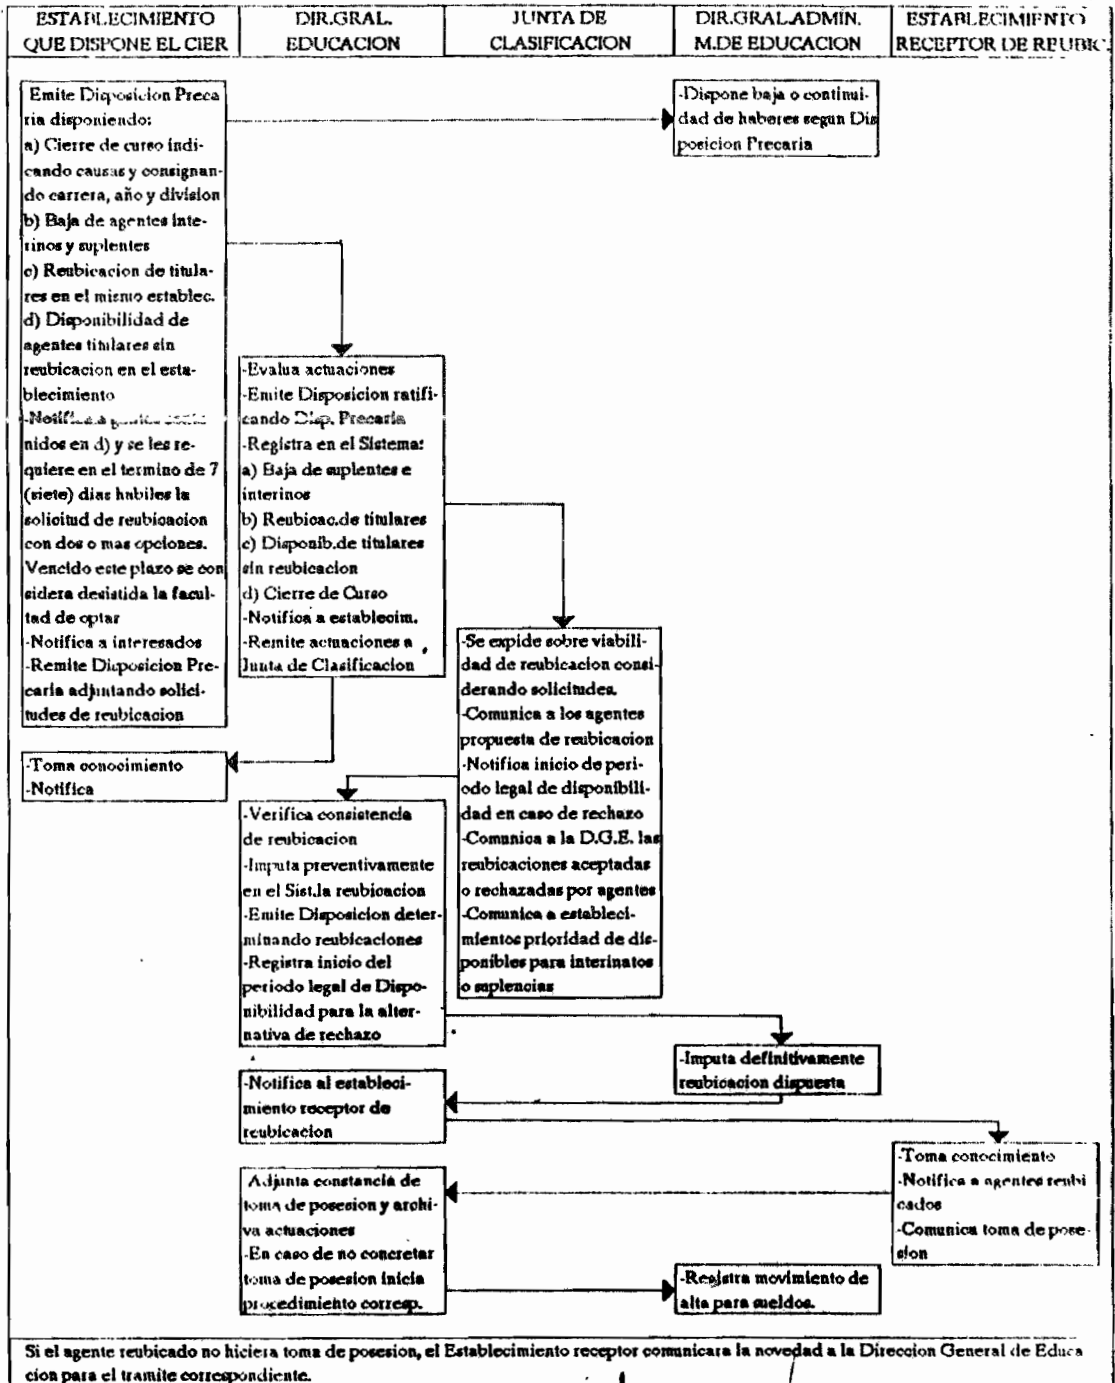 ESTABLECIMIENTO
QUE DISPONE EL CIER
DIR.GRAL.
EDUCACION
JUNTA DE
CLASIFICACION
DIR.GRAL.ADMIN.
M.DE EDUCACION
ESTABLECIMIENTO
RECEPTOR DE REUBIC
Emite Disposicion Preca
ria disponiendo:
a) Cierre de curso indi-
cando causas y consignan-
do carrera, año y division
b) Baja de agentes inte-
rinos y suplentes
c) Reubicacion de titula-
res en el mismo establec.
d) Disponibilidad de
agentes titulares sin
reubicacion en el esta-
blecimiento
-Notifica a
nidos en d) y se les re-
quiere en el termino de 7
(siete) dias habiles la
solicitud de reubicacion
con dos o mas opciones.
Vencido este plazo se con
sidera desistida la facul-
tad de optar
-Notifica a interesados
-Remite Disposicion Pre-
caria adjuntando solici-
tudes de reubicacion
-Dispone baja o continui-
dad de haberes segun Dis
posicion Precaria
-Evalua actuaciones
-Emite Disposicion ratifi-
cando Disp. Precaria
-Registra en el Sistema:
a) Baja de suplentes e
interinos
b) Reubicac.de titulares
c) Disponib.de titulares
sin reubicacion
d) Cierre de Curso
-Notifica a establecim.
-Remite actuaciones a
Junta de Clasificacion
-Se expide sobre viabili-
dad de reubicacion consi-
derando solicitudes.
-Comunica a los agentes
propuesta de reubicacion
-Notifica inicio de peri-
odo legal de disponibili-
dad en caso de rechazo
-Comunica a la D.G.E. las
reubicaciones aceptadas
o rechazadas por agentes
-Comunica a estableci-
mientos prioridad de dis-
ponibles para interinatos
o suplencias
-Toma conocimiento
-Notifica
-Verifica consistencia
de reubicacion
-Imputa preventivamente
en el Sist.la reubicacion
-Emite Disposicion deter-
minando reubicaciones
-Registra inicio del
periodo legal de Dispo-
nibilidad para la alter-
nativa de rechazo
-Imputa definitivamente
reubicacion dispuesta
-Notifica al estableci-
miento receptor de
reubicacion
-Toma conocimiento
-Notifica a agentes reubi
cados
-Comunica toma de pose-
sion
Adjunta constancia de
toma de posesion y archi-
va actuaciones
-En caso de no concretar
toma de posesion inicia
procedimiento corresp.
-Registra movimiento de
alta para sueldos.
Si el agente reubicado no hiciera toma de posesion, el Establecimiento receptor comunicara la novedad a la Direccion General de Educa
cion para el tramite correspondiente.